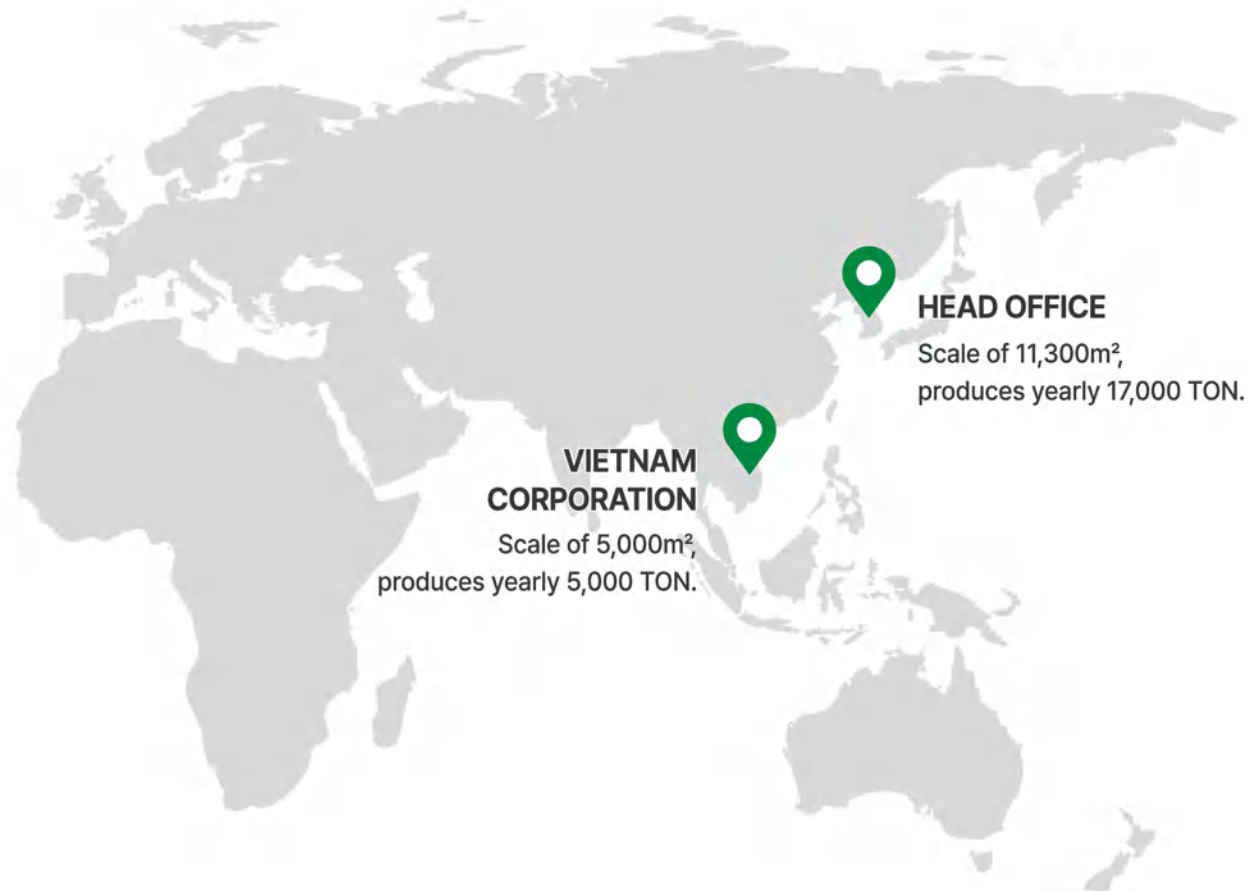 HEAD OFFICE
Scale of 11,300m²,
produces yearly 17,000 TON.
VIETNAM
CORPORATION
Scale of 5,000m²,
produces yearly 5,000 TON.